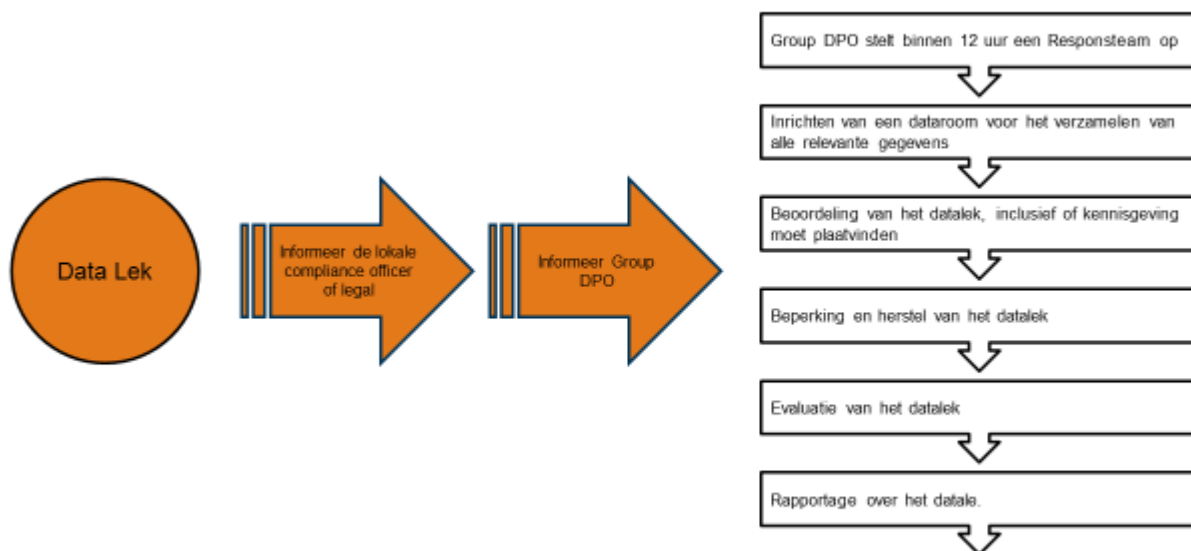 Data Lek
Informeer de lokale
compliance officer
of legal
Informeer Group
DPO
Group DPO stelt binnen 12 uur een Responsteam op
Inrichten van een dataroom voor het verzamelen van
alle relevante gegevens
Beoordeling van het datalek, inclusief of kennisgeving
moet plaatvinden
Beperking en herstel van het datalek
Evaluatie van het datalek
Rapportage over het datale.